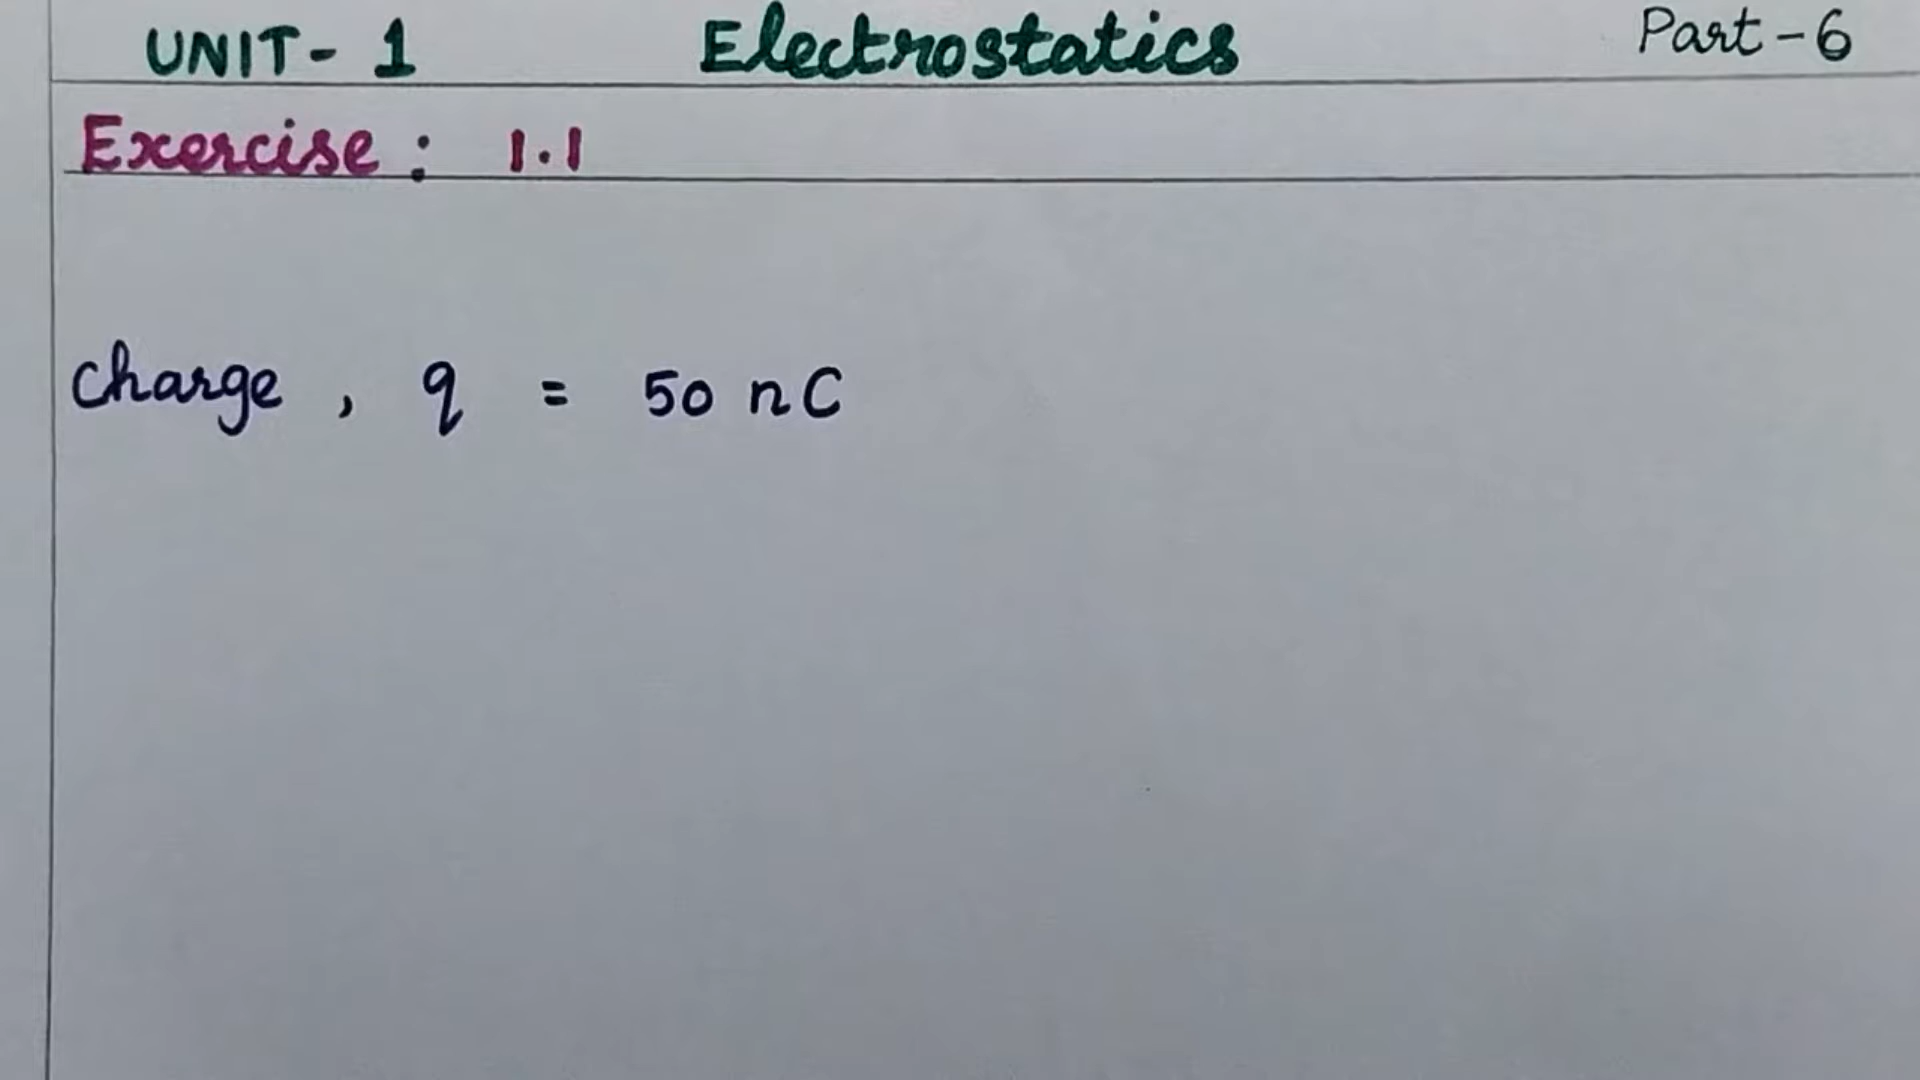 UNIT- 1 Electrostatics Part-6
Exercise: 1.1
Charge, q = 50 nC